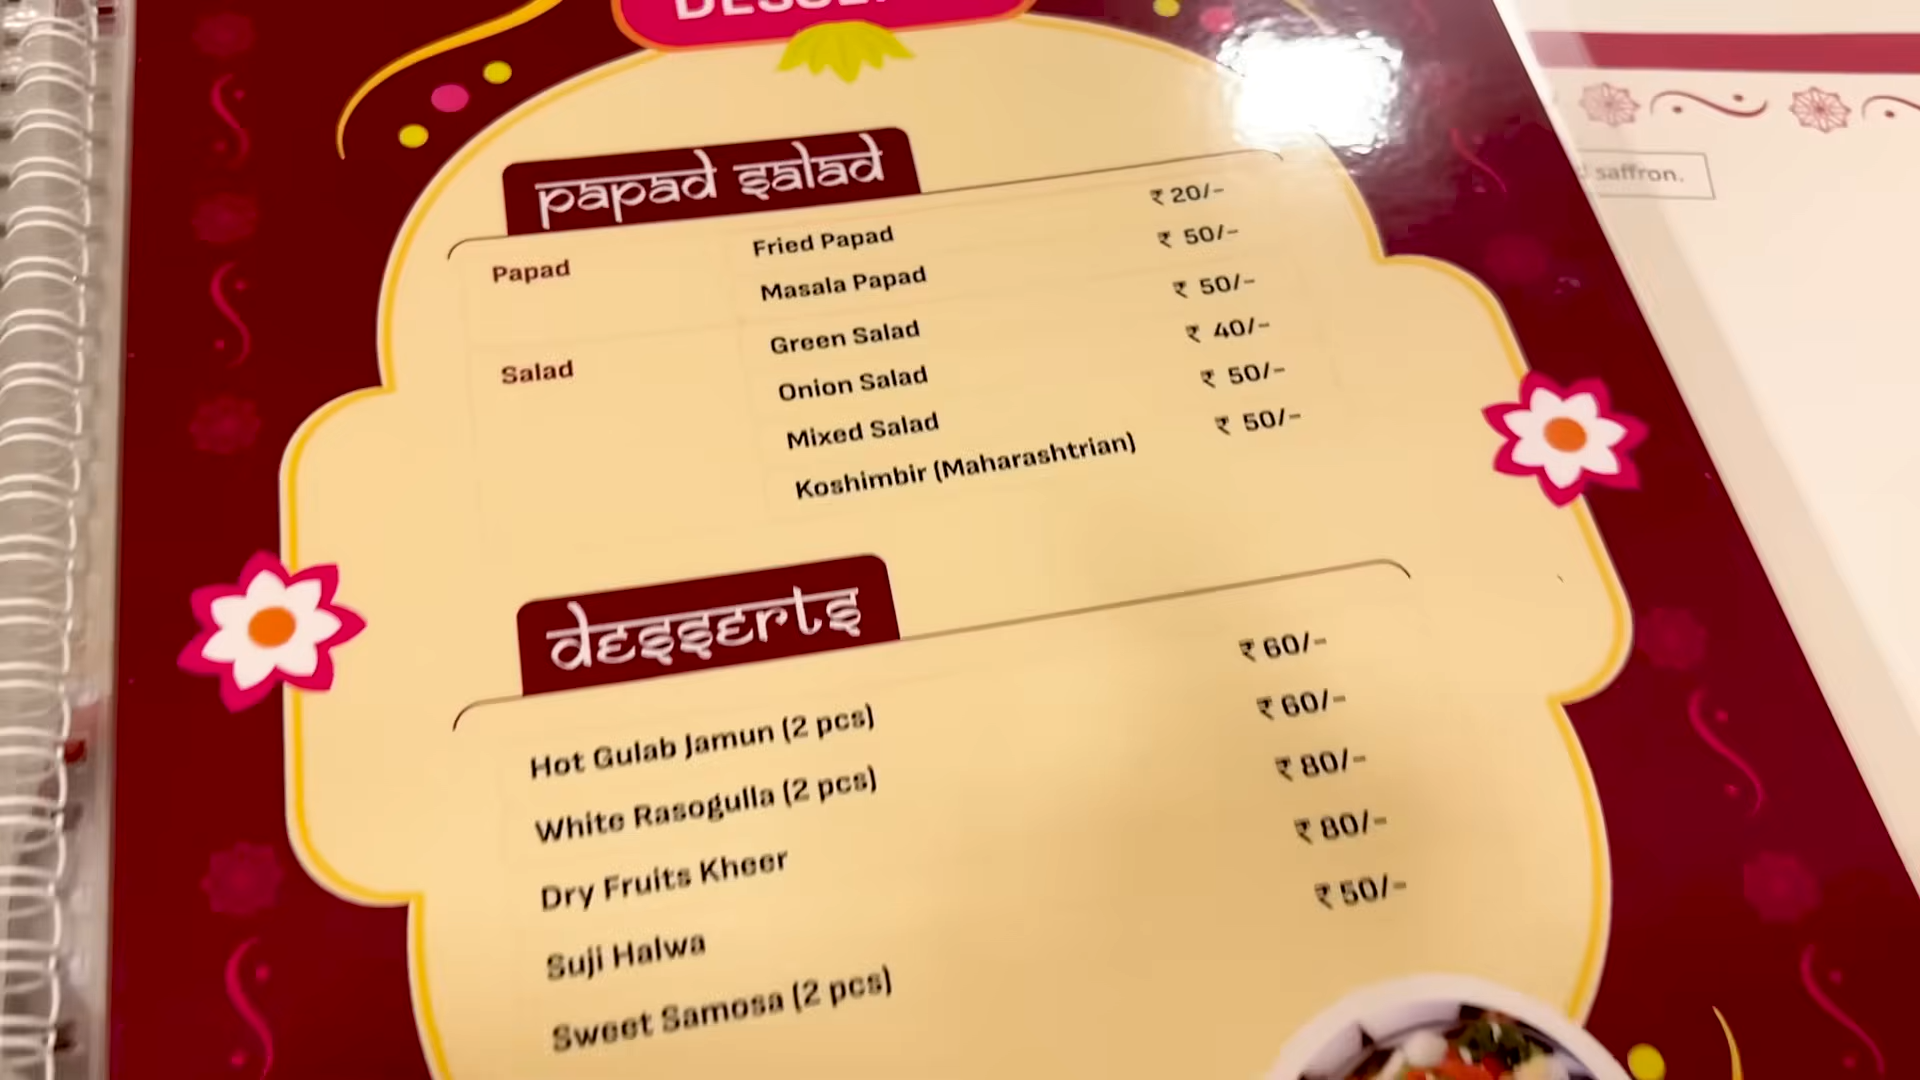 papad salad
Papad
Fried Papad ₹ 20/-
Masala Papad ₹ 50/-
Salad
Green Salad ₹ 50/-
Onion Salad ₹ 40/-
Mixed Salad ₹ 50/-
Koshimbir (Maharashtrian) ₹ 50/-
desserts
Hot Gulab Jamun (2 pcs) ₹ 60/-
White Rasogulla (2 pcs) ₹ 60/-
Dry Fruits Kheer ₹ 80/-
Suji Halwa ₹ 80/-
Sweet Samosa (2 pcs) ₹ 50/-
saffron.